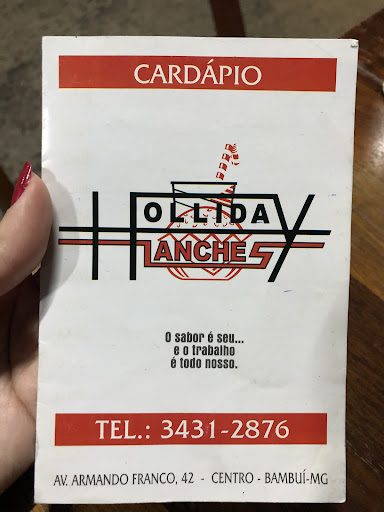 CARDÁPIO
HOLLIDAY
LANCHES
O sabor é seu...
e o trabalho
é todo nosso.
TEL.: 3431-2876
AV. ARMANDO FRANCO, 42 - CENTRO - BAMBUÍ-MG